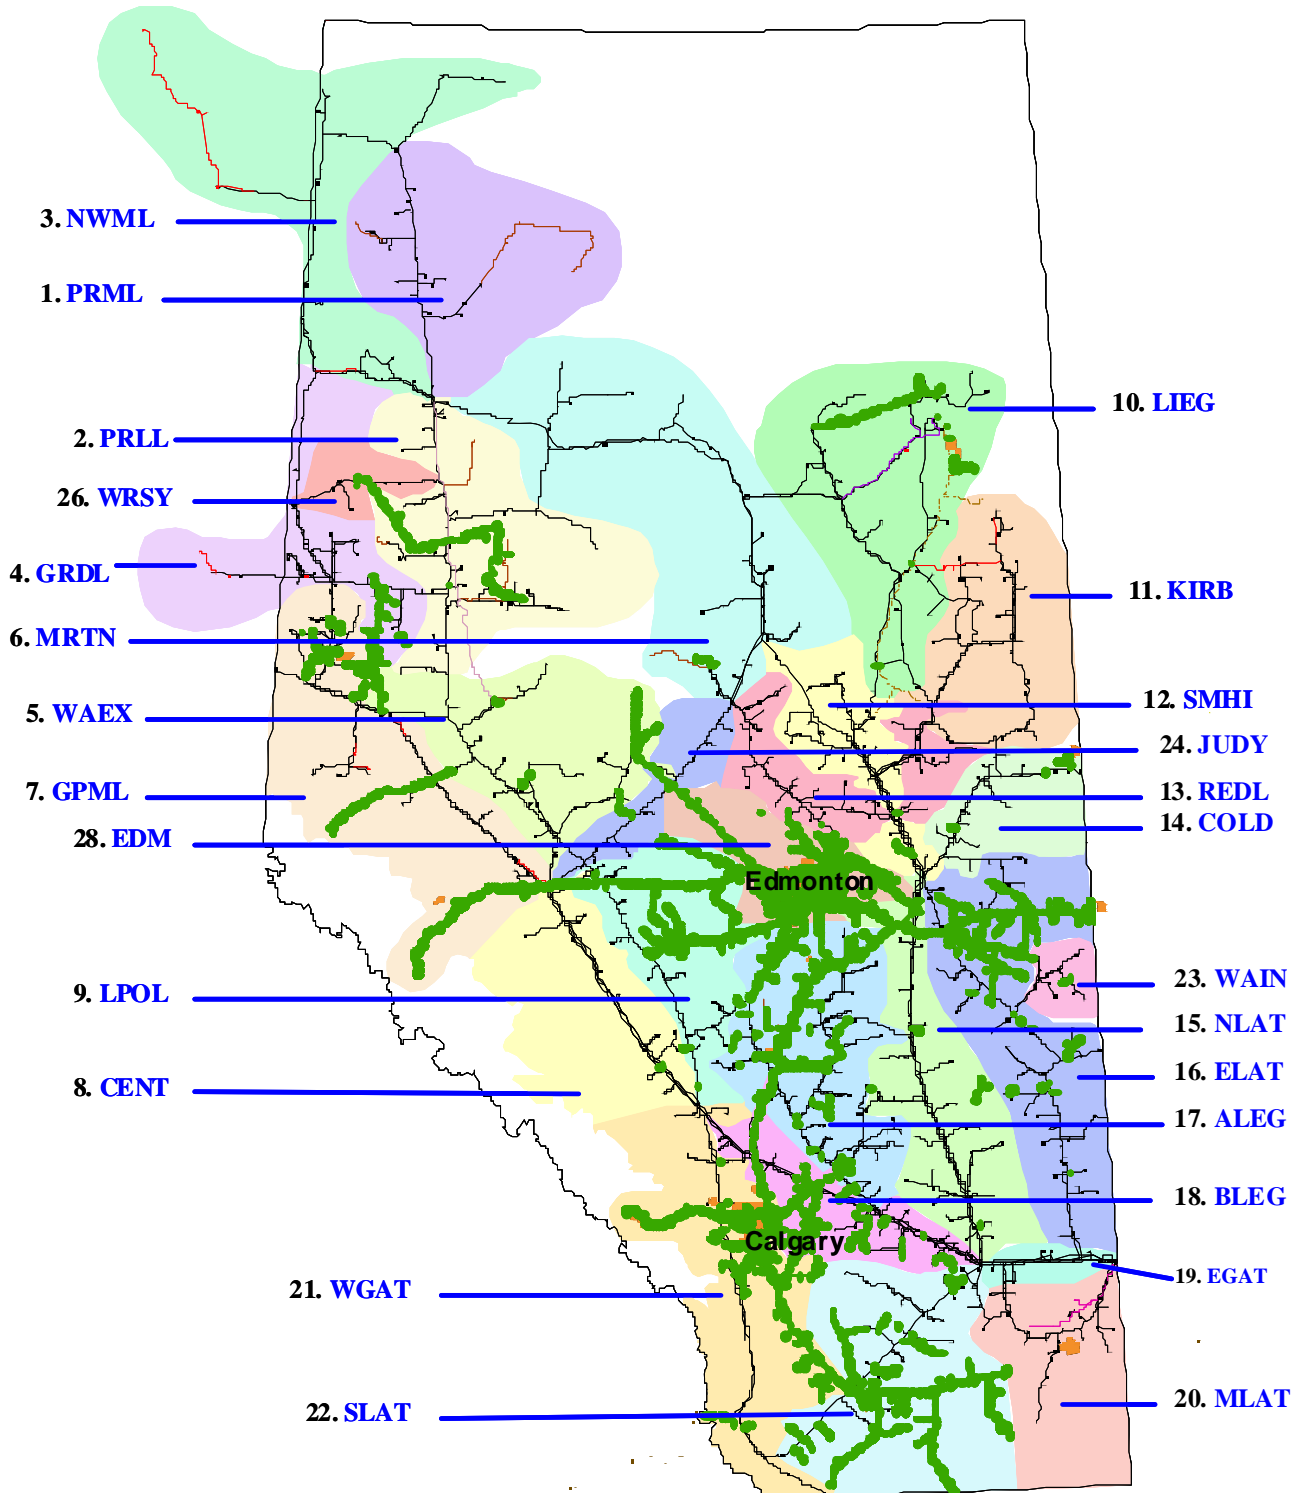 3. NWML
1. PRML
10. LIEG
2. PRLL
26. WRSY
4. GRDL
11. KIRB
6. MRTN
12. SMHI
5. WAEX
24. JUDY
7. GPML
13. REDL
14. COLD
28. EDM
Edmonton
23. WAIN
9. LPOL
15. NLAT
16. ELAT
8. CENT
17. ALEG
18. BLEG
Calgary
19. EGAT
21. WGAT
20. MLAT
22. SLAT